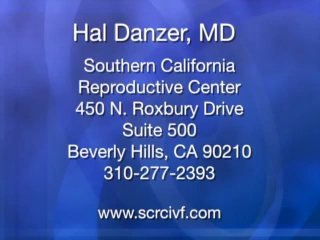 Hal Danzer, MD
Southern California
Reproductive Center
450 N. Roxbury Drive
Suite 500
Beverly Hills, CA 90210
310-277-2393
www.scrcivf.com